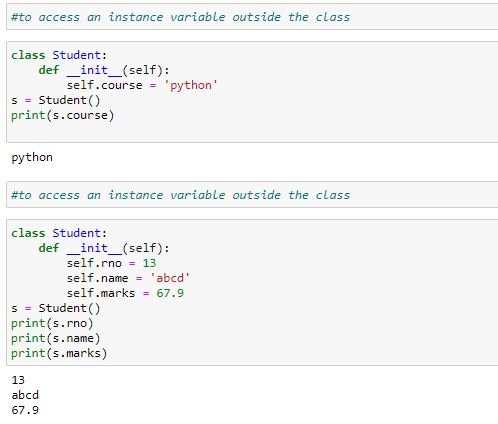 #to access an instance variable outside the class
class Student:
    def __init__(self):
        self.course = 'python'
s = Student()
print(s.course)
python
#to access an instance variable outside the class
class Student:
    def __init__(self):
        self.rno = 13
        self.name = 'abcd'
        self.marks = 67.9
s = Student()
print(s.rno)
print(s.name)
print(s.marks)
13
abcd
67.9